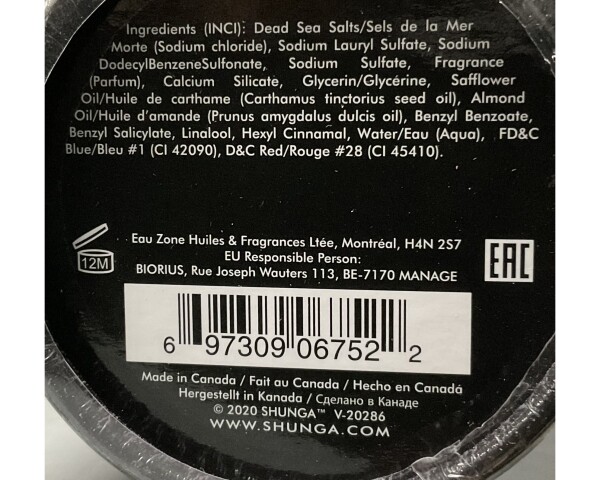 Ingredients (INCI): Dead Sea Salts/Sels de la Mer
Morte (Sodium chloride), Sodium Lauryl Sulfate, Sodium
DodecylBenzeneSulfonate, Sodium Sulfate, Fragrance
(Parfum), Calcium Silicate, Glycerin/Glycérine, Safflower
Oil/Huile de carthame (Carthamus tinctorius seed oil), Almond
Oil/Huile d'amande (Prunus amygdalus dulcis oil), Benzyl Benzoate,
Benzyl Salicylate, Linalool, Hexyl Cinnamal, Water/Eau (Aqua), FD&C
Blue/Bleu #1 (CI 42090), D&C Red/Rouge #28 (CI 45410).
12M
Eau Zone Huiles & Fragrances Ltée, Montréal, H4N 2S7
EU Responsible Person:
BIORIUS, Rue Joseph Wauters 113, BE-7170 MANAGE
EAC
6 97309 06752 2
Made in Canada / Fait au Canada / Hecho en Canadá
Hergestellt in Kanada / Сделано в Канаде
© 2020 SHUNGA™ V-20286
WWW.SHUNGA.COM